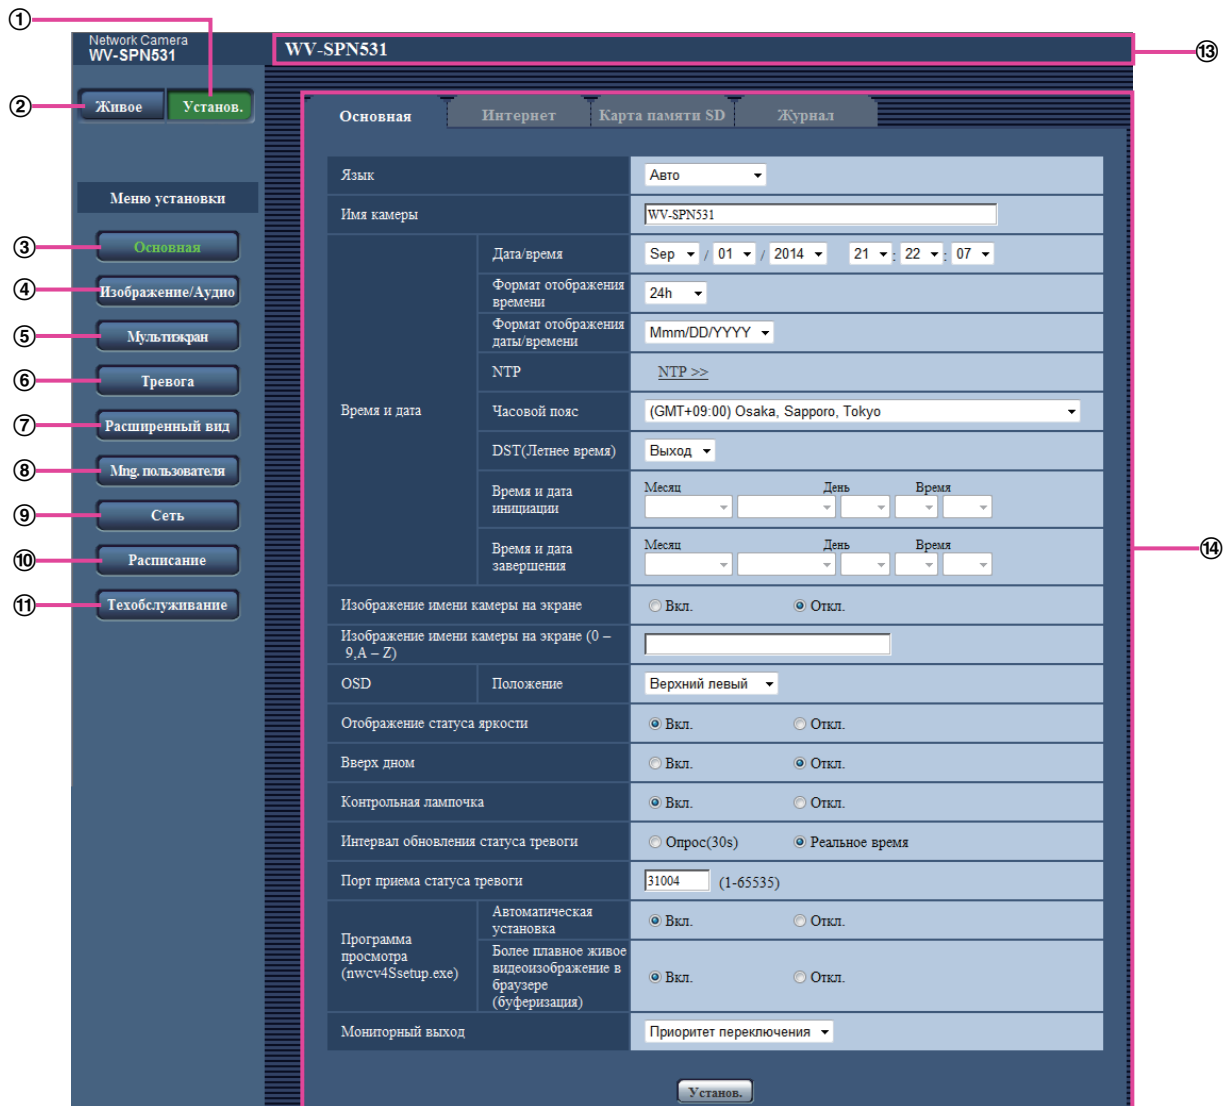 ①
Network Camera
WV-SPN531
WV-SPN531
⑬
②
Живое Установ.
Основная Интернет Карта памяти SD Журнал
Меню установки
③ Основная
④ Изображение/Аудио
⑤ Мультиэкран
⑥ Тревога
⑦ Расширенный вид
⑧ Mng. пользователя
⑨ Сеть
⑩ Расписание
⑪ Техобслуживание
Язык Авто
Имя камеры WV-SPN531
Время и дата
Дата/время Sep / 01 / 2014 21 : 22 : 07
Формат отображения
времени
24h
Формат отображения
даты/времени
Mmm/DD/YYYY
NTP NTP >>
Часовой пояс (GMT+09:00) Osaka, Sapporo, Tokyo
DST(Летнее время) Выход
Время и дата
инициации
Месяц День Время
Время и дата
завершения
Месяц День Время
⑭
Изображение имени камеры на экране Вкл. Откл.
Изображение имени камеры на экране (0 –
9,A – Z)
OSD Положение Верхний левый
Отображение статуса яркости Вкл. Откл.
Вверх дном Вкл. Откл.
Контрольная лампочка Вкл. Откл.
Интервал обновления статуса тревоги Опрос(30s) Реальное время
Порт приема статуса тревоги 31004 (1-65535)
Программа
просмотра
(nwcv4Ssetup.exe)
Автоматическая
установка
Вкл. Откл.
Более плавное живое
видеоизображение в
браузере
(буферизация)
Вкл. Откл.
Мониторный выход Приоритет переключения
Установ.